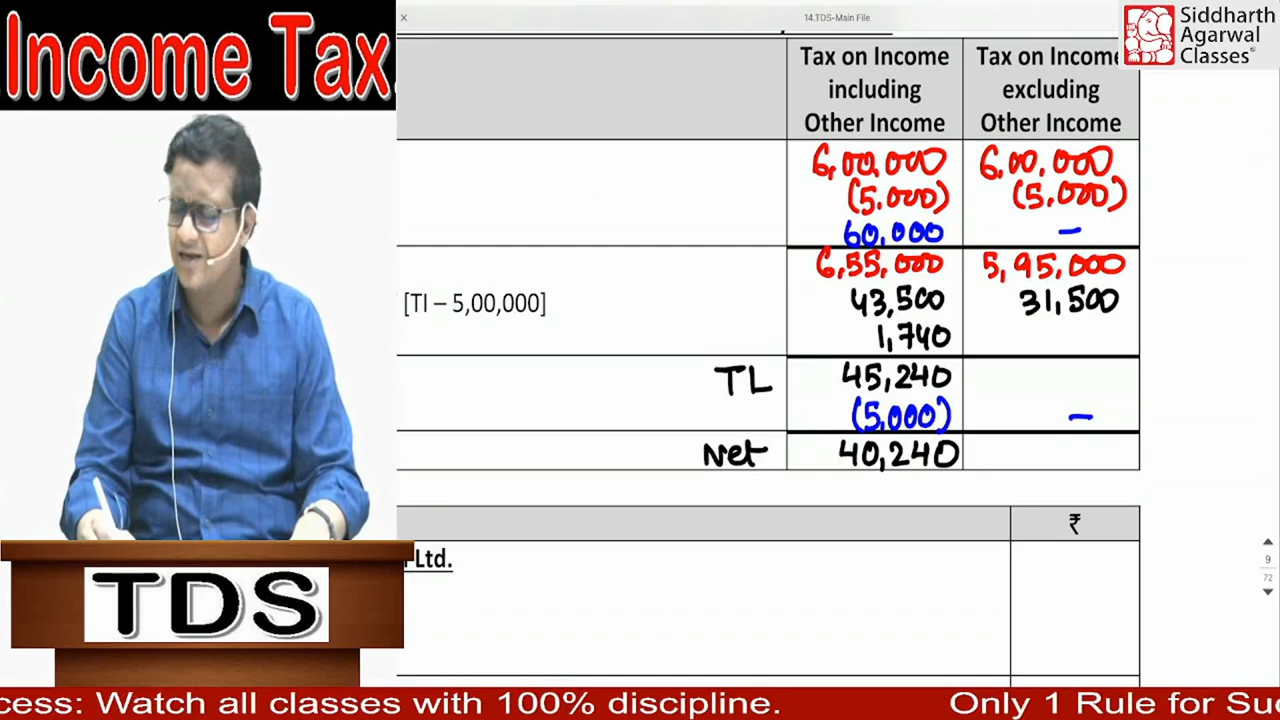 Income Tax.
×
14.TDS-Main File
Siddharth
Agarwal
Classes®
Tax on Income
including
Other Income
Tax on Income
excluding
Other Income
6,00,000 6,00,000
(5,000) (5,000)
60,000 –
6,55,000 5,95,000
[TI – 5,00,000] 43,500 31,500
1,740
TL 45,240
(5,000) –
Net 40,240
₹
Ltd.
9
72
TDS
cess: Watch all classes with 100% discipline. Only 1 Rule for Suc